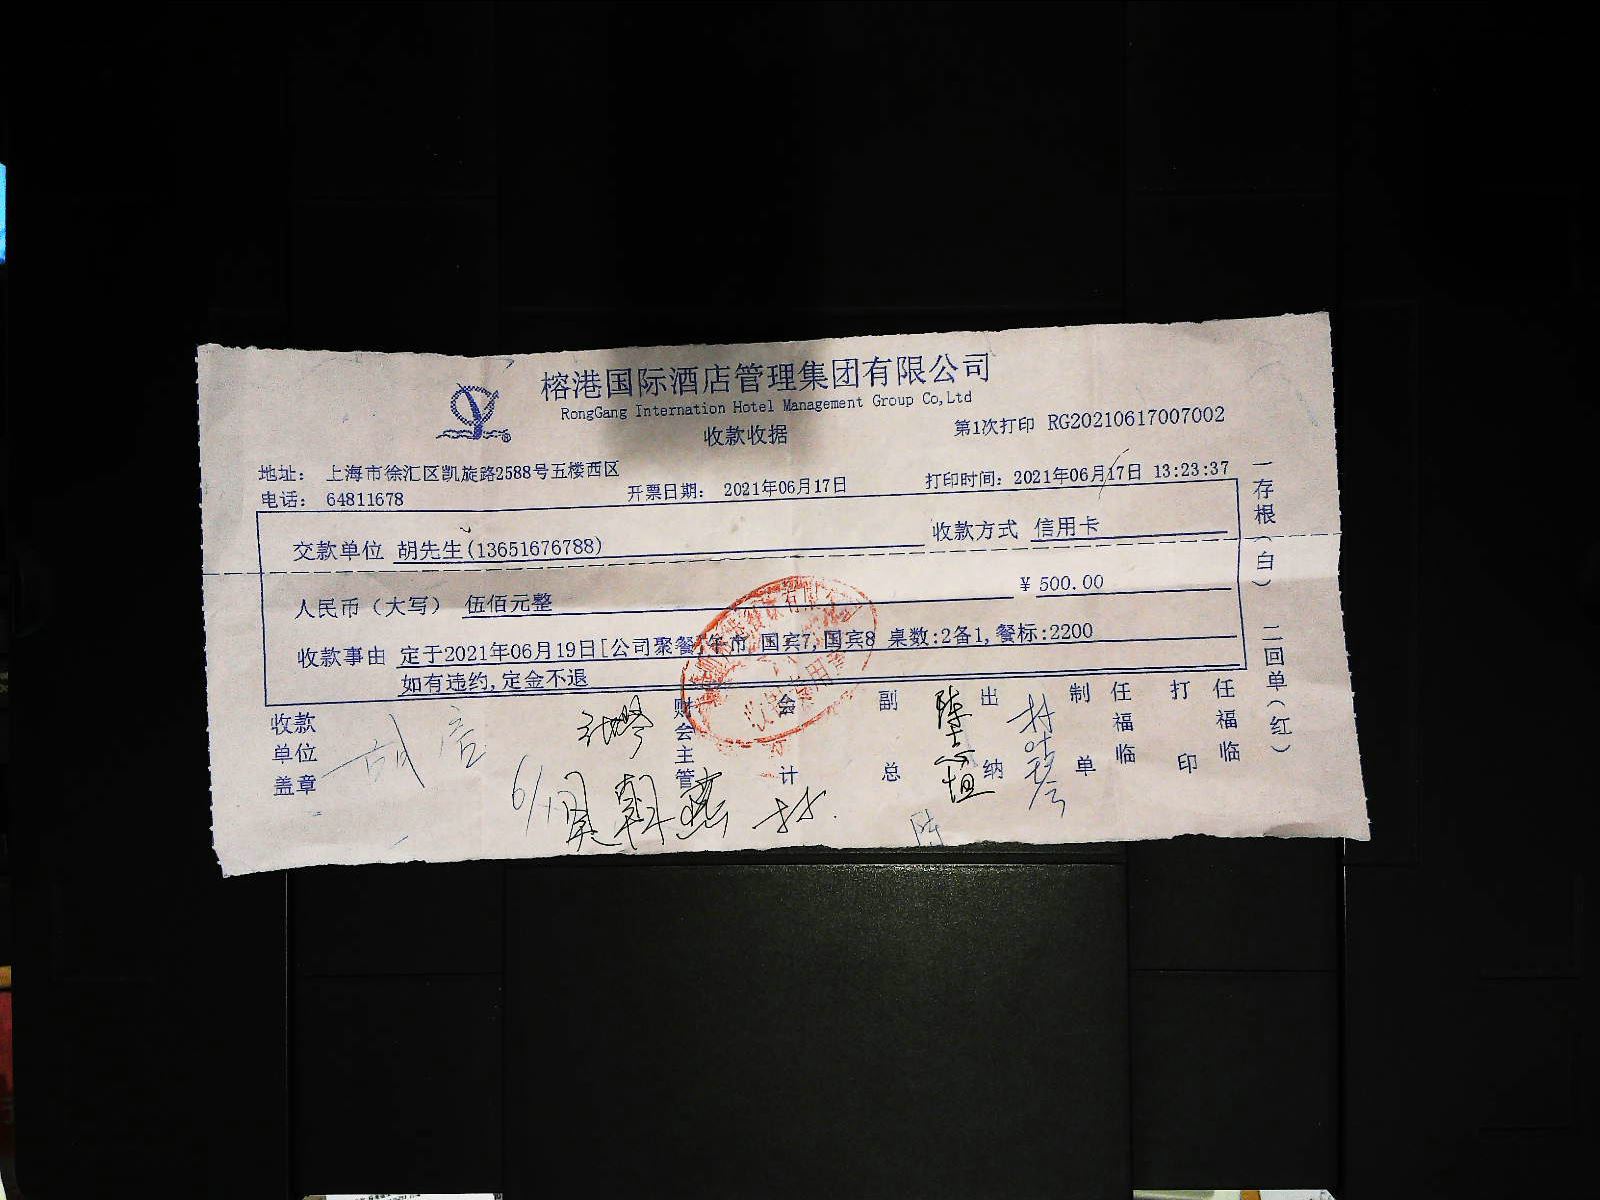 榕港国际酒店管理集团有限公司
RongGang Internation Hotel Management Group Co,Ltd
收款收据
第1次打印 RG20210617007002
地址： 上海市徐汇区凯旋路2588号五楼西区
电话： 64811678
开票日期： 2021年06月17日
打印时间：2021年06月17日 13:23:37
交款单位 胡先生(13651676788)
收款方式 信用卡
人民币（大写） 伍佰元整
¥ 500.00
收款事由 定于2021年06月19日[公司聚餐]午市,国宾7,国宾8 桌数:2备1,餐标:2200
如有违约,定金不退
收款单位盖章
财会主管
会计
副总
出纳
制单
任福临
打印
任福临
一存根（白）
二回单（红）